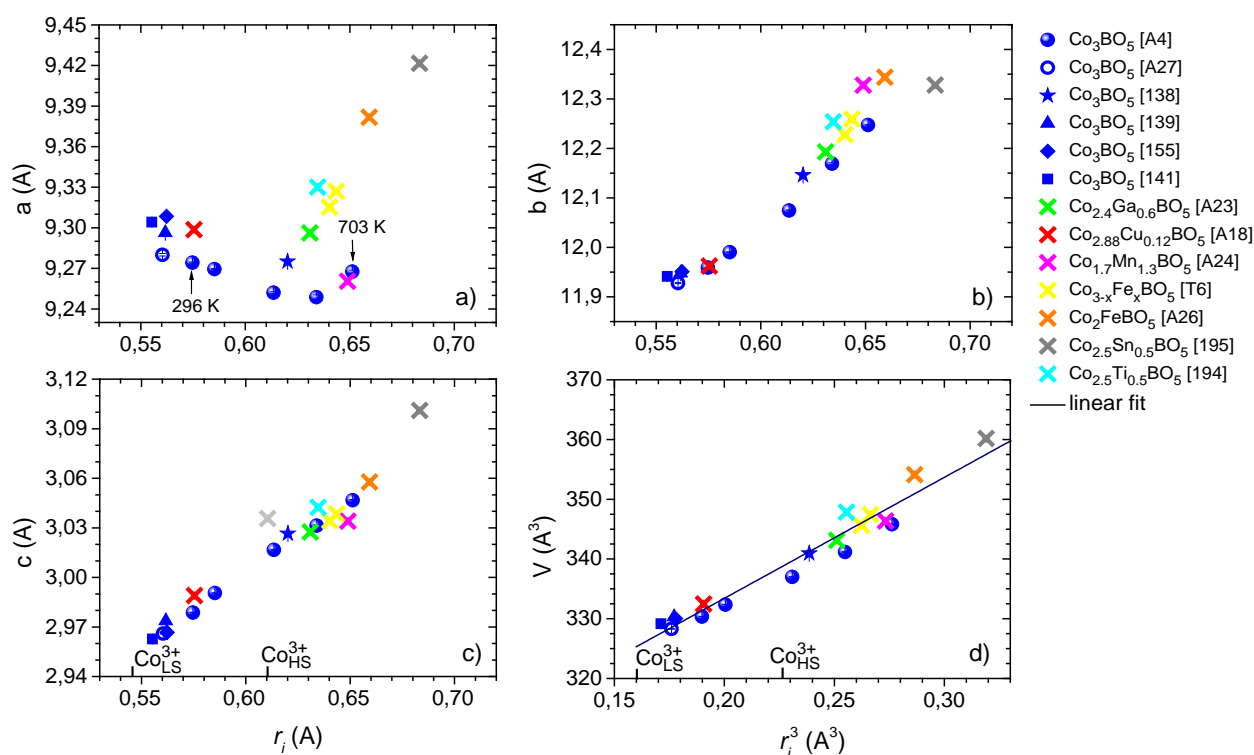 9,45
9,42
9,39
9,36
9,33
9,30
9,27
9,24
a (A)
296 K
703 K
a)
0,55 0,60 0,65 0,70
12,4
12,3
12,2
12,1
12,0
11,9
b (A)
b)
0,55 0,60 0,65 0,70
3,12
3,09
3,06
3,03
3,00
2,97
2,94
c (A)
Co³⁺LS
Co³⁺HS
c)
0,55 0,60 0,65 0,70
rᵢ (A)
370
360
350
340
330
320
V (A³)
Co³⁺LS
Co³⁺HS
d)
0,15 0,20 0,25 0,30
rᵢ³ (A³)
Co₃BO₅ [A4]
Co₃BO₅ [A27]
Co₃BO₅ [138]
Co₃BO₅ [139]
Co₃BO₅ [155]
Co₃BO₅ [141]
Co₂.₄Ga₀.₆BO₅ [A23]
Co₂.₈₈Cu₀.₁₂BO₅ [A18]
Co₁.₇Mn₁.₃BO₅ [A24]
Co₃₋ₓFeₓBO₅ [T6]
Co₂FeBO₅ [A26]
Co₂.₅Sn₀.₅BO₅ [195]
Co₂.₅Ti₀.₅BO₅ [194]
linear fit